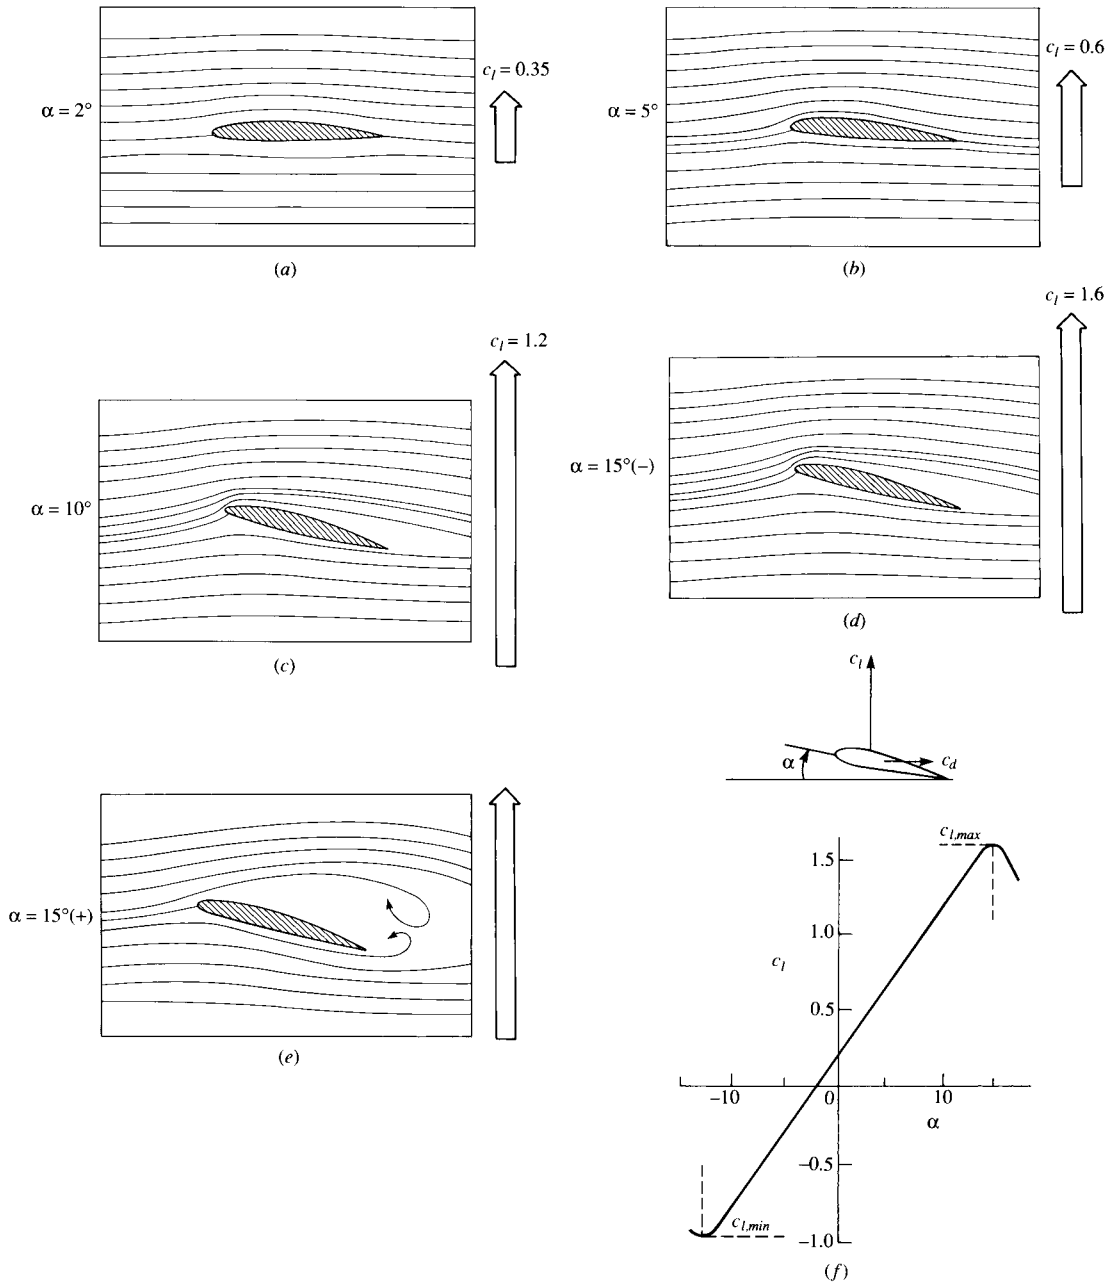 α = 2°
c_l = 0.35
(a)
α = 5°
c_l = 0.6
(b)
α = 10°
c_l = 1.2
(c)
α = 15°(–)
c_l = 1.6
(d)
α = 15°(+)
(e)
c_l
α
c_d
c_l,max
1.5
1.0
c_l
0.5
–10
0
10
α
–0.5
c_l,min
–1.0
(f)